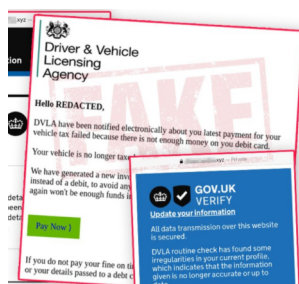 xyz
Driver & Vehicle
Licensing
Agency
FAKE
Hello REDACTED,
DVLA have been notified electronically about you latest payment for your
vehicle tax failed because there is not enough money on you debit card.
Your vehicle is no longer
We have generated a new
instead of a debit, to avoid any
again won't be enough funds
Pay Now
If you do not pay your fine on
or your details passed to a debt
xyz
GOV.UK
VERIFY
Update your information
All data transmission over this website
is secured.
DVLA routine check has found some
irregularities in your current profile,
which indicates that the information
given is no longer accurate or up to